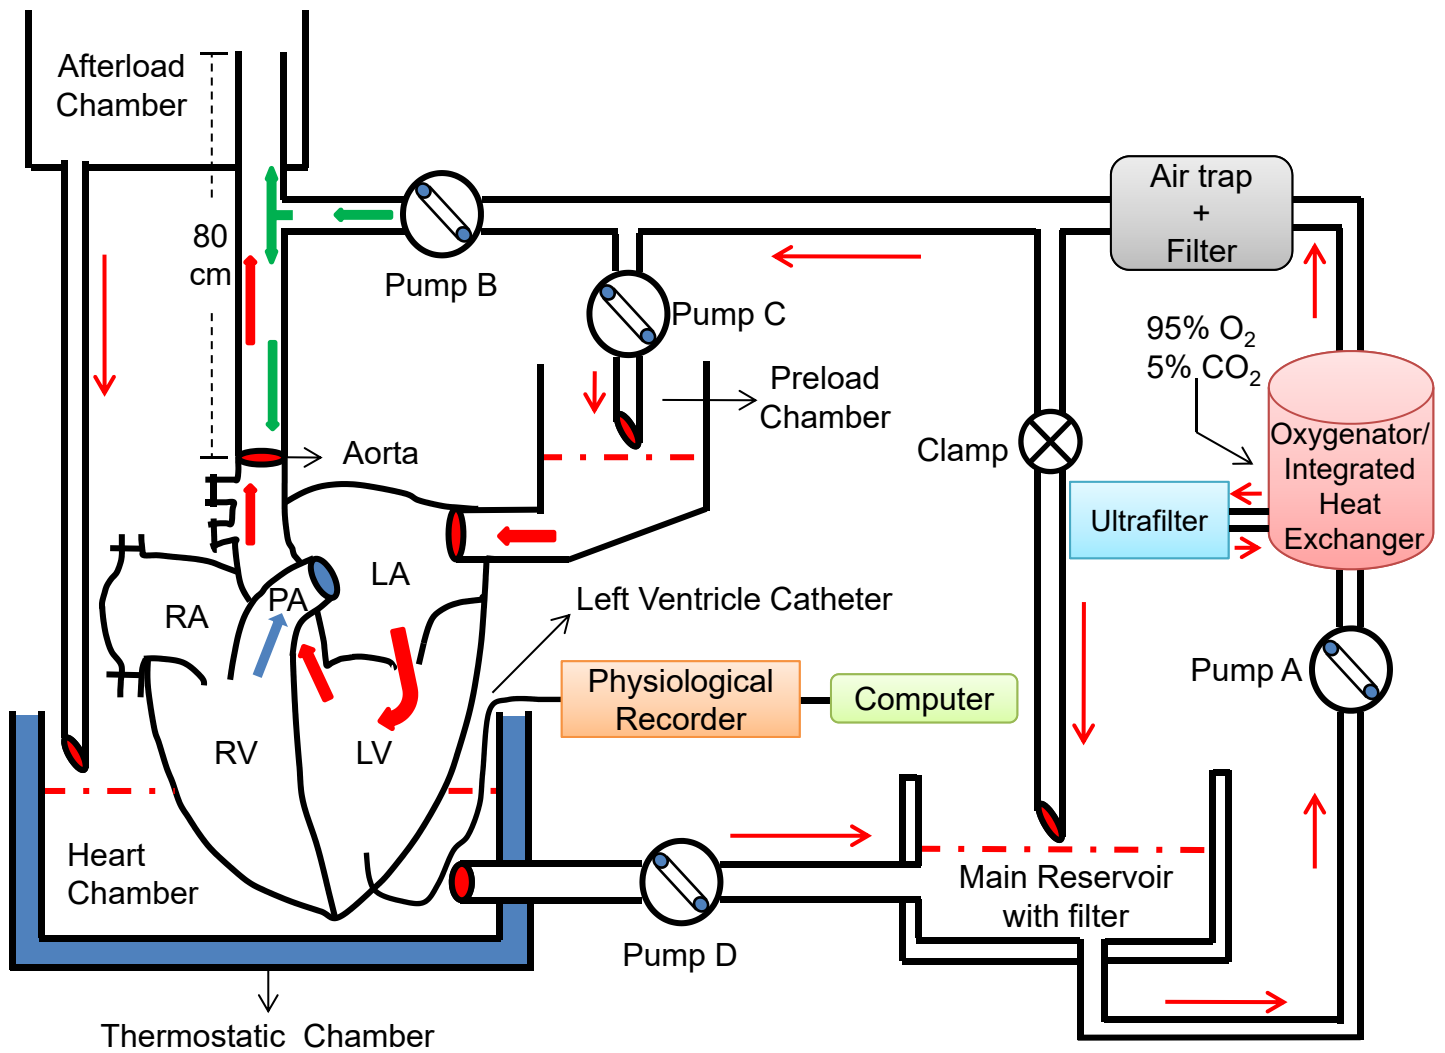 Afterload
Chamber
80
cm
Pump B
Pump C
Air trap
+
Filter
95% O2
5% CO2
Preload
Chamber
Aorta
Clamp
Oxygenator/
Integrated
Heat
Exchanger
Ultrafilter
LA
PA
RA
Left Ventricle Catheter
Physiological
Recorder
Computer
Pump A
RV
LV
Heart
Chamber
Main Reservoir
with filter
Pump D
Thermostatic Chamber